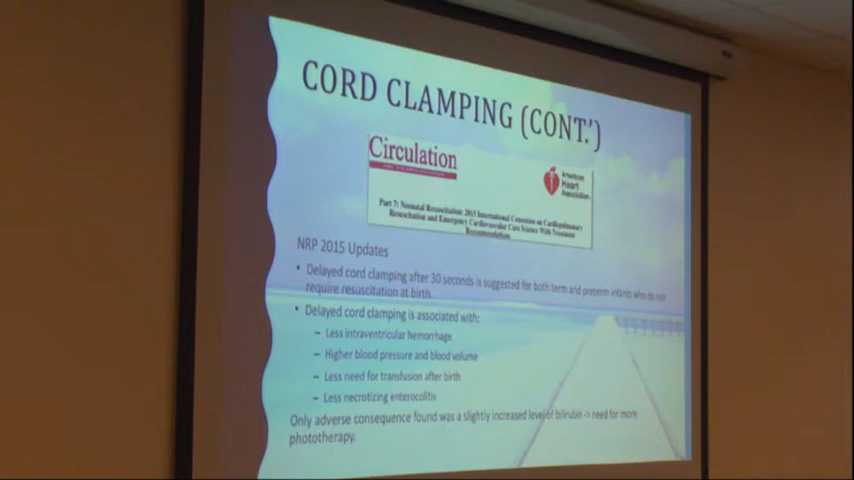 CORD CLAMPING (CONT.')
Circulation
American
Heart
Association
Part 7: Neonatal Resuscitation: 2015 International Consensus on Cardiopulmonary
Resuscitation and Emergency Cardiovascular Care Science With Treatment
Recommendations
NRP 2015 Updates
• Delayed cord clamping after 30 seconds is suggested for both term and preterm infants who do not
require resuscitation at birth.
• Delayed cord clamping is associated with:
– Less intraventricular hemorrhage
– Higher blood pressure and blood volume
– Less need for transfusion after birth
– Less necrotizing enterocolitis
Only adverse consequence found was a slightly increased level of bilirubin -> need for more
phototherapy.